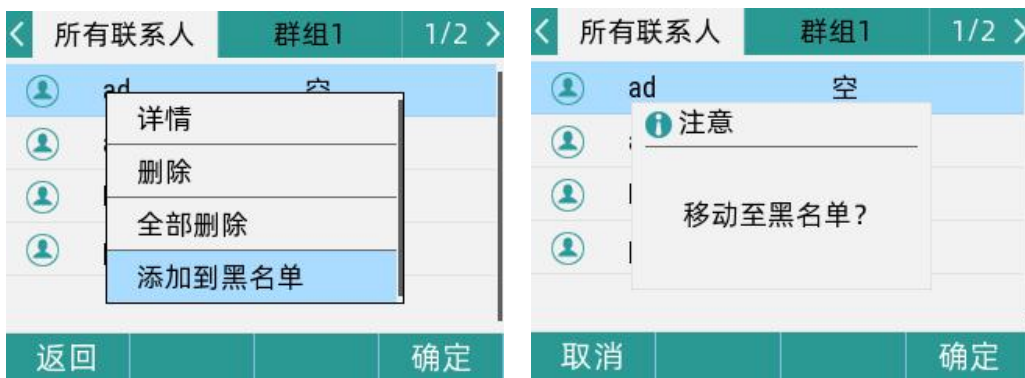 所有联系人 群组1 1/2
ad 空
详情
删除
全部删除
添加到黑名单
返回 确定
所有联系人 群组1 1/2
ad 空
注意
移动至黑名单?
取消 确定